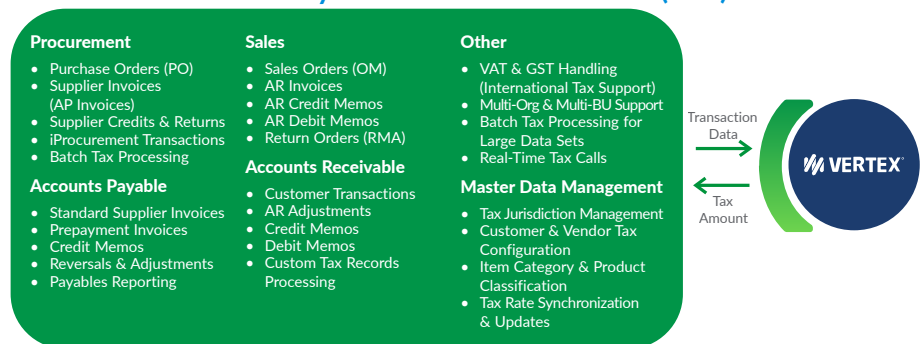 Procurement
• Purchase Orders (PO)
• Supplier Invoices
(AP Invoices)
• Supplier Credits & Returns
• iProcurement Transactions
• Batch Tax Processing
Accounts Payable
• Standard Supplier Invoices
• Prepayment Invoices
• Credit Memos
• Reversals & Adjustments
• Payables Reporting
Sales
• Sales Orders (OM)
• AR Invoices
• AR Credit Memos
• AR Debit Memos
• Return Orders (RMA)
Accounts Receivable
• Customer Transactions
• AR Adjustments
• Credit Memos
• Debit Memos
• Custom Tax Records
Processing
Other
• VAT & GST Handling
(International Tax Support)
• Multi-Org & Multi-BU Support
• Batch Tax Processing for
Large Data Sets
• Real-Time Tax Calls
Master Data Management
• Tax Jurisdiction Management
• Customer & Vendor Tax
Configuration
• Item Category & Product
Classification
• Tax Rate Synchronization
& Updates
Transaction
Data
Tax
Amount
VERTEX